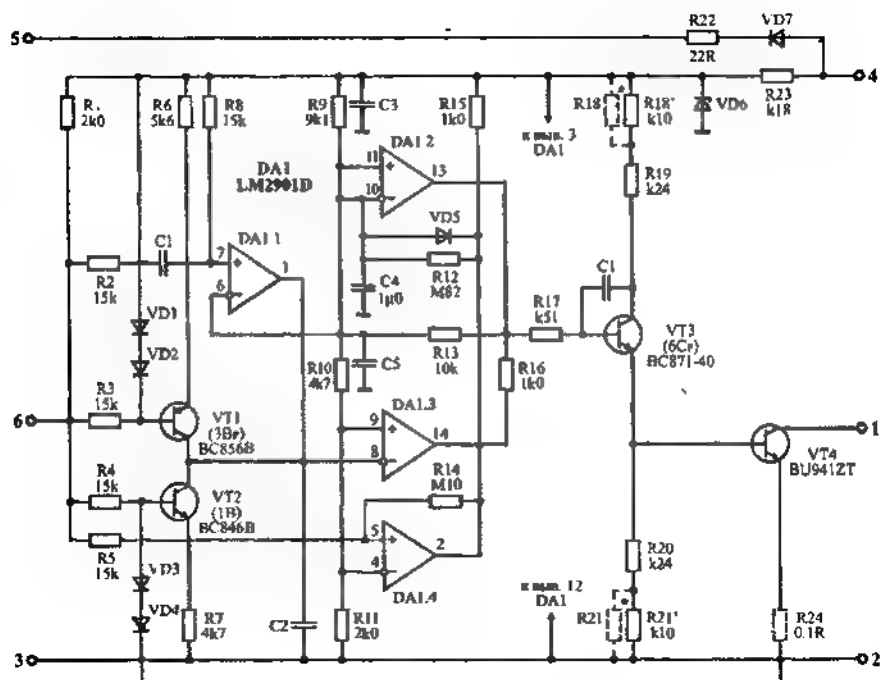 5
R22
22R
VD7
4
R1
2k0
R6
5k6
R8
15k
R9
9k1
C3
R15
1k0
к выв. 3
DA1
R18
*
R18'
k10
VD6
R23
k18
DA1
LM2901D
DA1.2
11
10
13
R19
k24
DA1.1
7
6
1
VD5
C1
R2
15k
R12
M82
C4
1µ0
C1
VD1
VD2
R17
k51
VT3
(6Cr)
BC871-40
R10
4k7
C5
R13
10k
R16
1k0
R3
15k
6
VT1
(3Br)
BC856B
DA1.3
9
8
14
1
VT4
BU941ZT
R4
15k
VT2
(1B)
BC846B
R14
M10
R5
15k
5
4
2
DA1.4
R20
k24
VD3
VD4
R7
4k7
C2
R11
2k0
к выв. 12
DA1
R21
*
R21'
k10
R24
0.1R
3
2